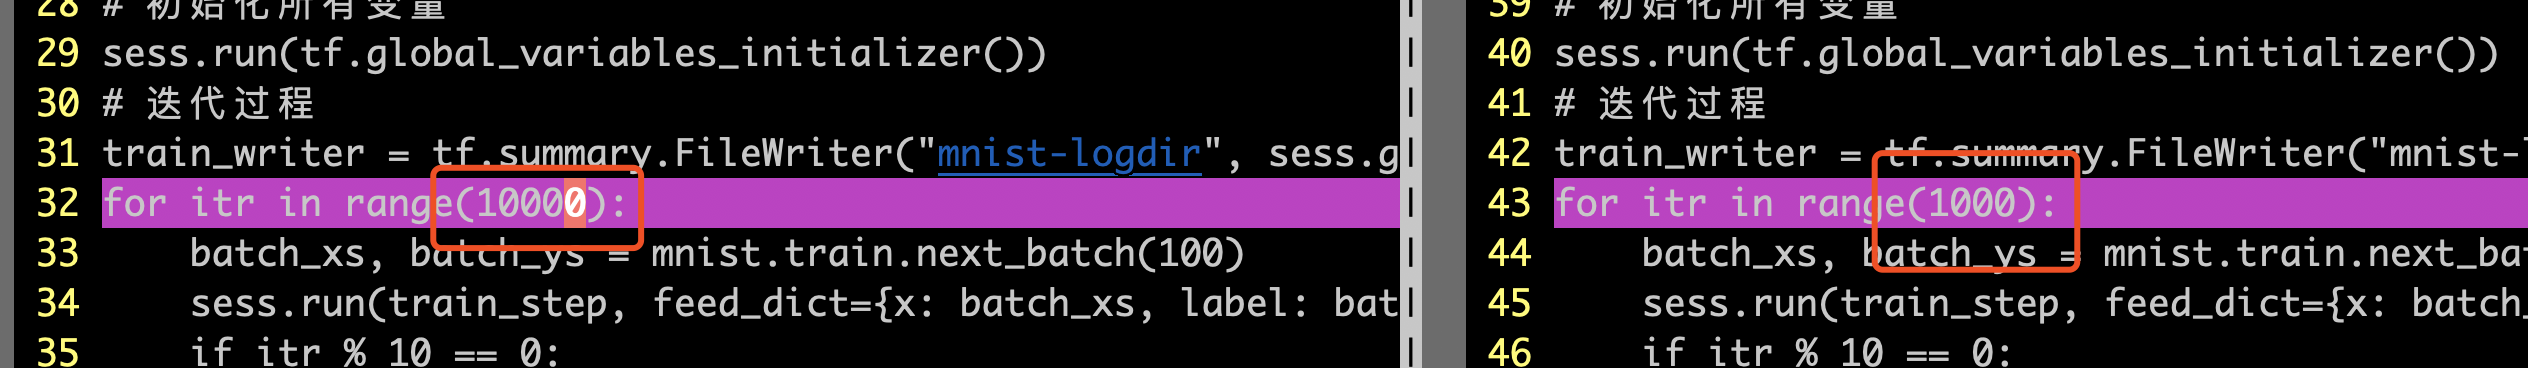 28 # 初始化所有变量
29 sess.run(tf.global_variables_initializer())
30 # 迭代过程
31 train_writer = tf.summary.FileWriter("mnist-logdir", sess.g
32 for itr in range(10000):
33 batch_xs, batch_ys = mnist.train.next_batch(100)
34 sess.run(train_step, feed_dict={x: batch_xs, label: bat
35 if itr % 10 == 0:
39 # 初始化所有变量
40 sess.run(tf.global_variables_initializer())
41 # 迭代过程
42 train_writer = tf.summary.FileWriter("mnist-l
43 for itr in range(1000):
44 batch_xs, batch_ys = mnist.train.next_bat
45 sess.run(train_step, feed_dict={x: batch_
46 if itr % 10 == 0: